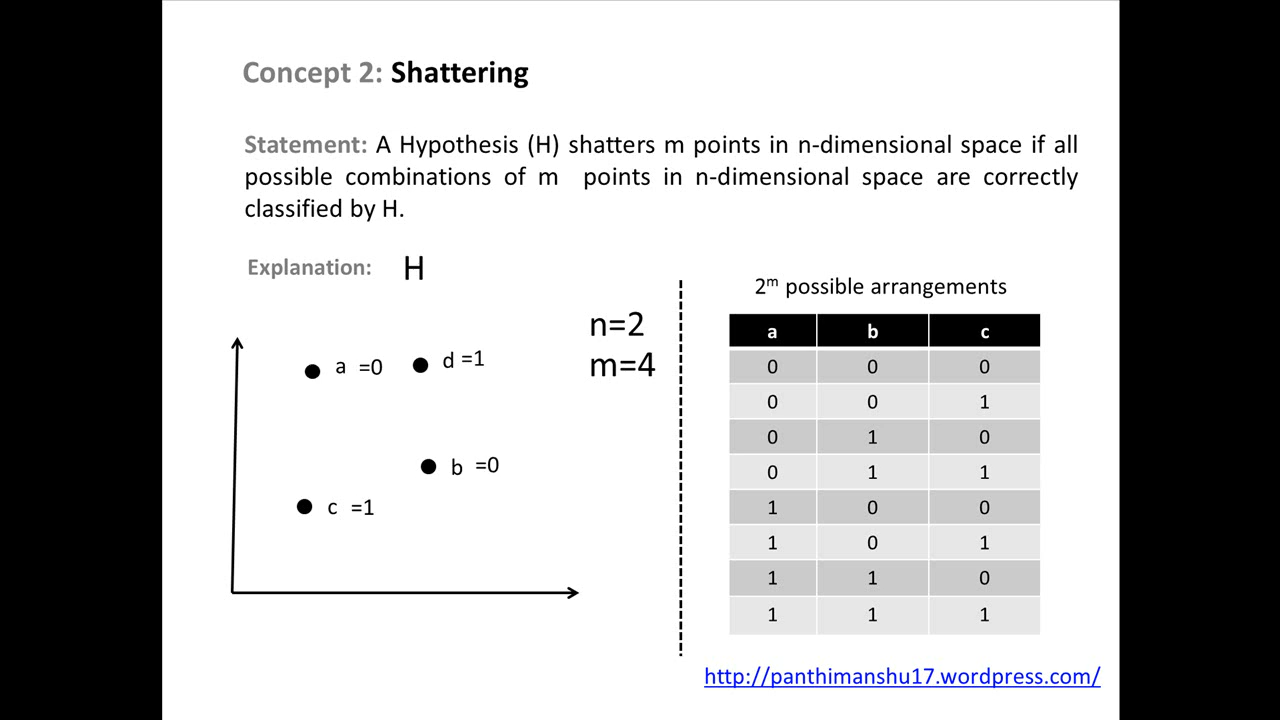 Concept 2: Shattering
Statement: A Hypothesis (H) shatters m points in n-dimensional space if all
possible combinations of m points in n-dimensional space are correctly
classified by H.
Explanation: H
n=2
m=4
a =0 d =1
b =0
c =1
2ᵐ possible arrangements
a b c
0 0 0
0 0 1
0 1 0
0 1 1
1 0 0
1 0 1
1 1 0
1 1 1
http://panthimanshu17.wordpress.com/